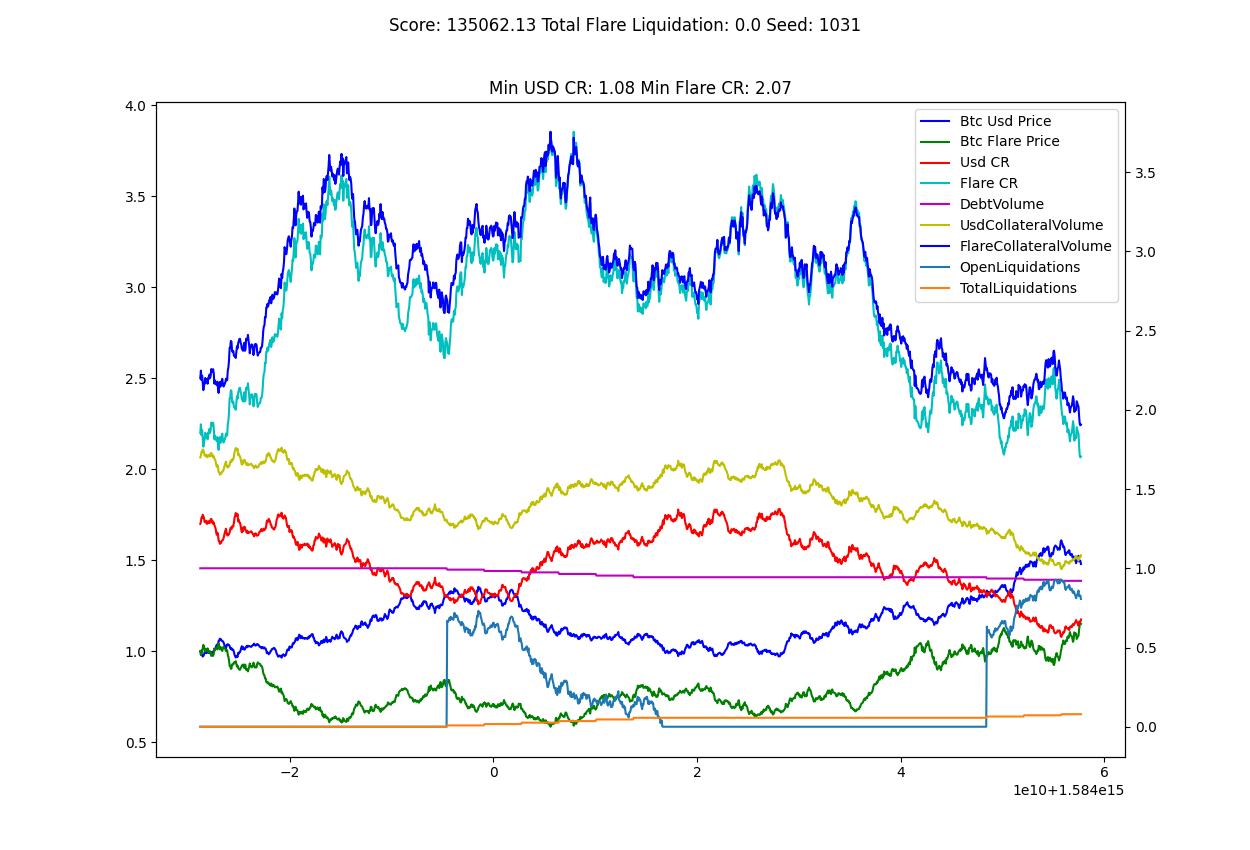 Score: 135062.13 Total Flare Liquidation: 0.0 Seed: 1031
Min USD CR: 1.08 Min Flare CR: 2.07
4.0
3.5
3.0
2.5
2.0
1.5
1.0
0.5
Btc Usd Price
Btc Flare Price
Usd CR
Flare CR
DebtVolume
UsdCollateralVolume
FlareCollateralVolume
OpenLiquidations
TotalLiquidations
3.5
3.0
2.5
2.0
1.5
1.0
0.5
0.0
−2 0 2 4 6
1e10+1.584e15